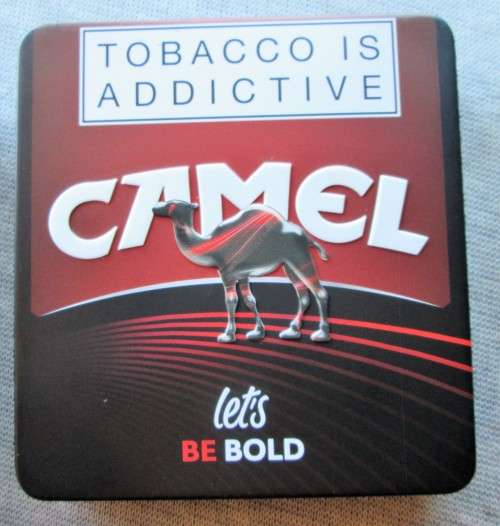 TOBACCO IS
ADDICTIVE
CAMEL
let's
BE BOLD